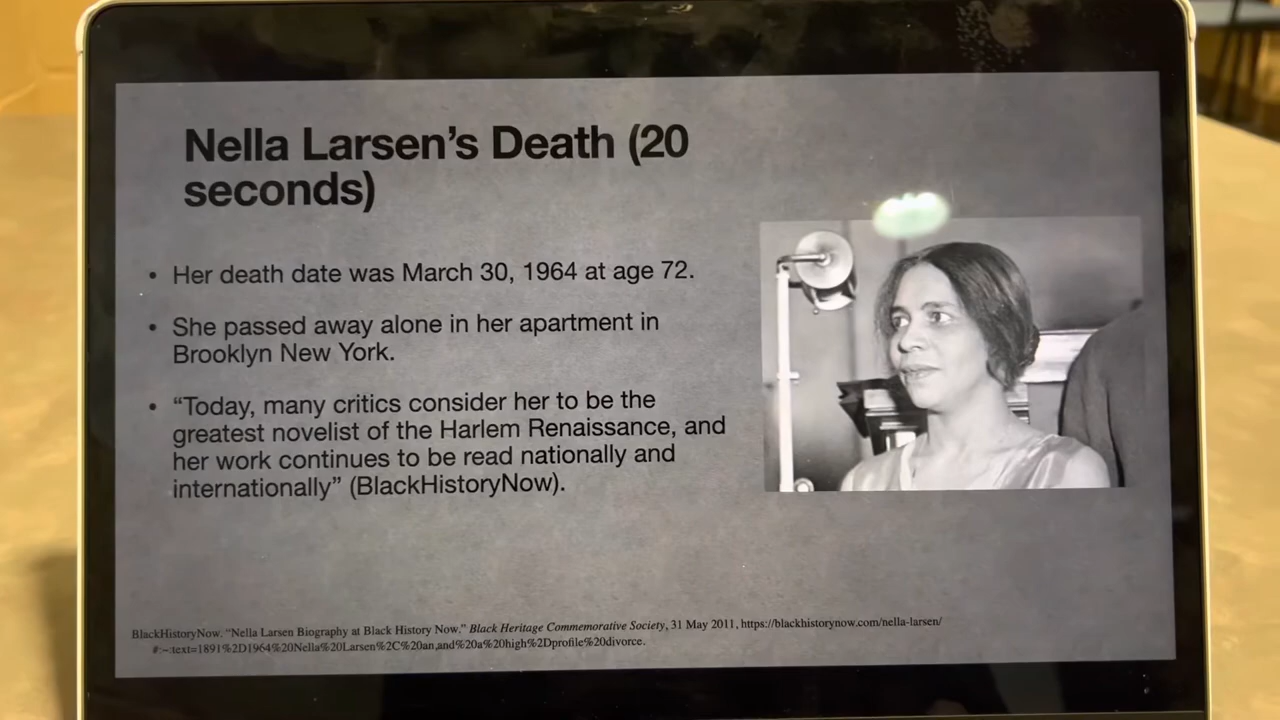 Nella Larsen’s Death (20
seconds)
• Her death date was March 30, 1964 at age 72.
• She passed away alone in her apartment in
Brooklyn New York.
• “Today, many critics consider her to be the
greatest novelist of the Harlem Renaissance, and
her work continues to be read nationally and
internationally” (BlackHistoryNow).
BlackHistoryNow. “Nella Larsen Biography at Black History Now.” Black Heritage Commemorative Society, 31 May 2011, https://blackhistorynow.com/nella-larsen/
#:~:text=1891%2D1964%20Nella%20Larsen%2C%20an,and%20a%20high%2Dprofile%20divorce.